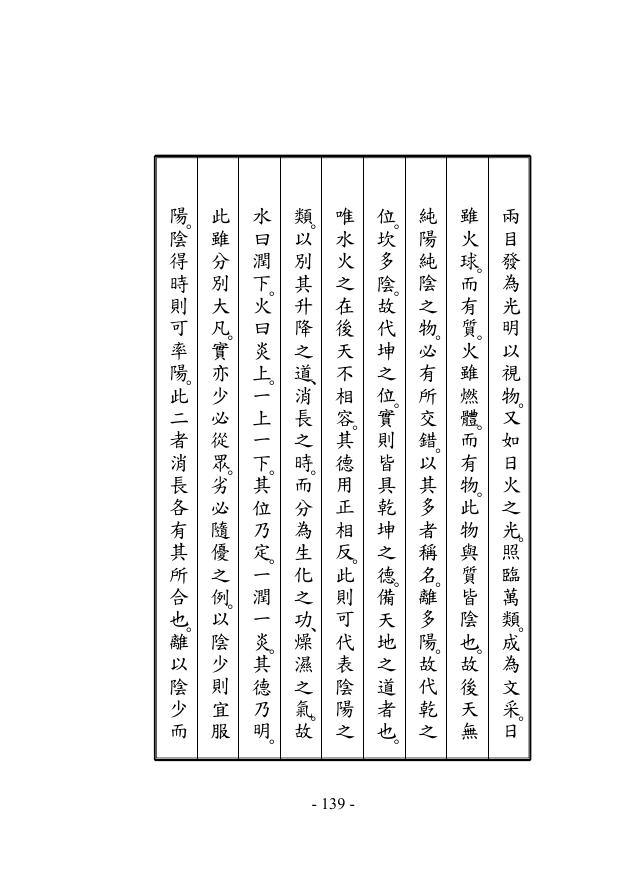 兩目發為光明以視物。又如日火之光。照臨萬類。成為文采。日
雖火球。而有質。火雖燃體。而有物。此物與質皆陰也。故後天無
純陽純陰之物。必有所交錯。以其多者稱名。離多陽。故代乾之
位。坎多陰。故代坤之位。實則皆具乾坤之德。備天地之道者也。
唯水火之在後天不相容。其德用正相反。此則可代表陰陽之
類。以別其升降之道、消長之時。而分為生化之功、燥濕之氣。故
水曰潤下。火曰炎上。一上一下。其位乃定。一潤一炎。其德乃明。
此雖分別大凡。實亦少必從眾。劣必隨優之例。以陰少則宜服
陽。陰得時則可率陽。此二者消長各有其所合也。離以陰少而
- 139 -